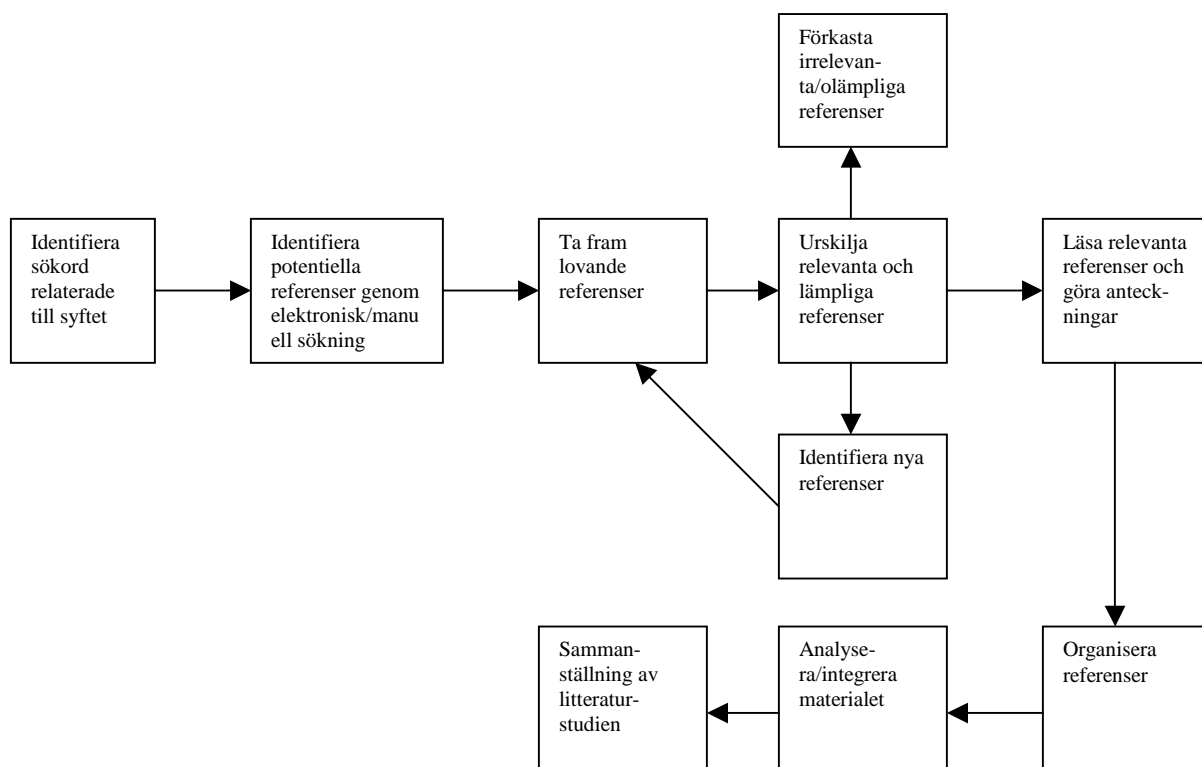 Förkasta
irrelevan-
ta/olämpliga
referenser
Identifiera
sökord
relaterade
till syftet
Identifiera
potentiella
referenser genom
elektronisk/manu
ell sökning
Ta fram
lovande
referenser
Urskilja
relevanta och
lämpliga
referenser
Läsa relevanta
referenser och
göra anteck-
ningar
Identifiera nya
referenser
Samman-
ställning av
litteratur-
studien
Analyse-
ra/integrera
materialet
Organisera
referenser